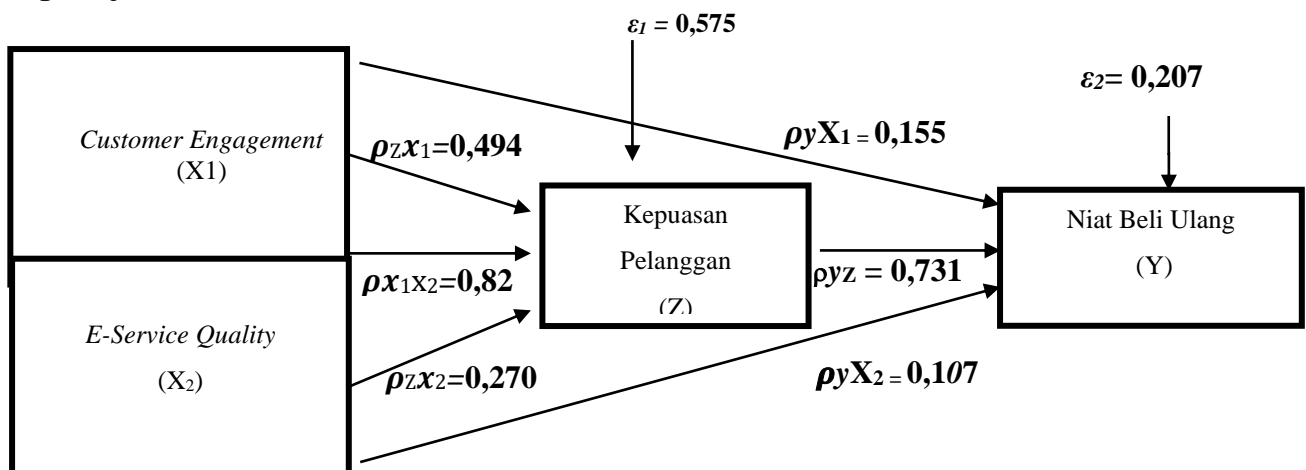 ε1 = 0,575
ε2= 0,207
Customer Engagement
(X1)
ρzx1=0,494
ρyX1 = 0,155
Kepuasan
Pelanggan
(Z)
Niat Beli Ulang
(Y)
ρx1x2=0,82
ρyz = 0,731
E-Service Quality
(X2)
ρzx2=0,270
ρyX2 = 0,107